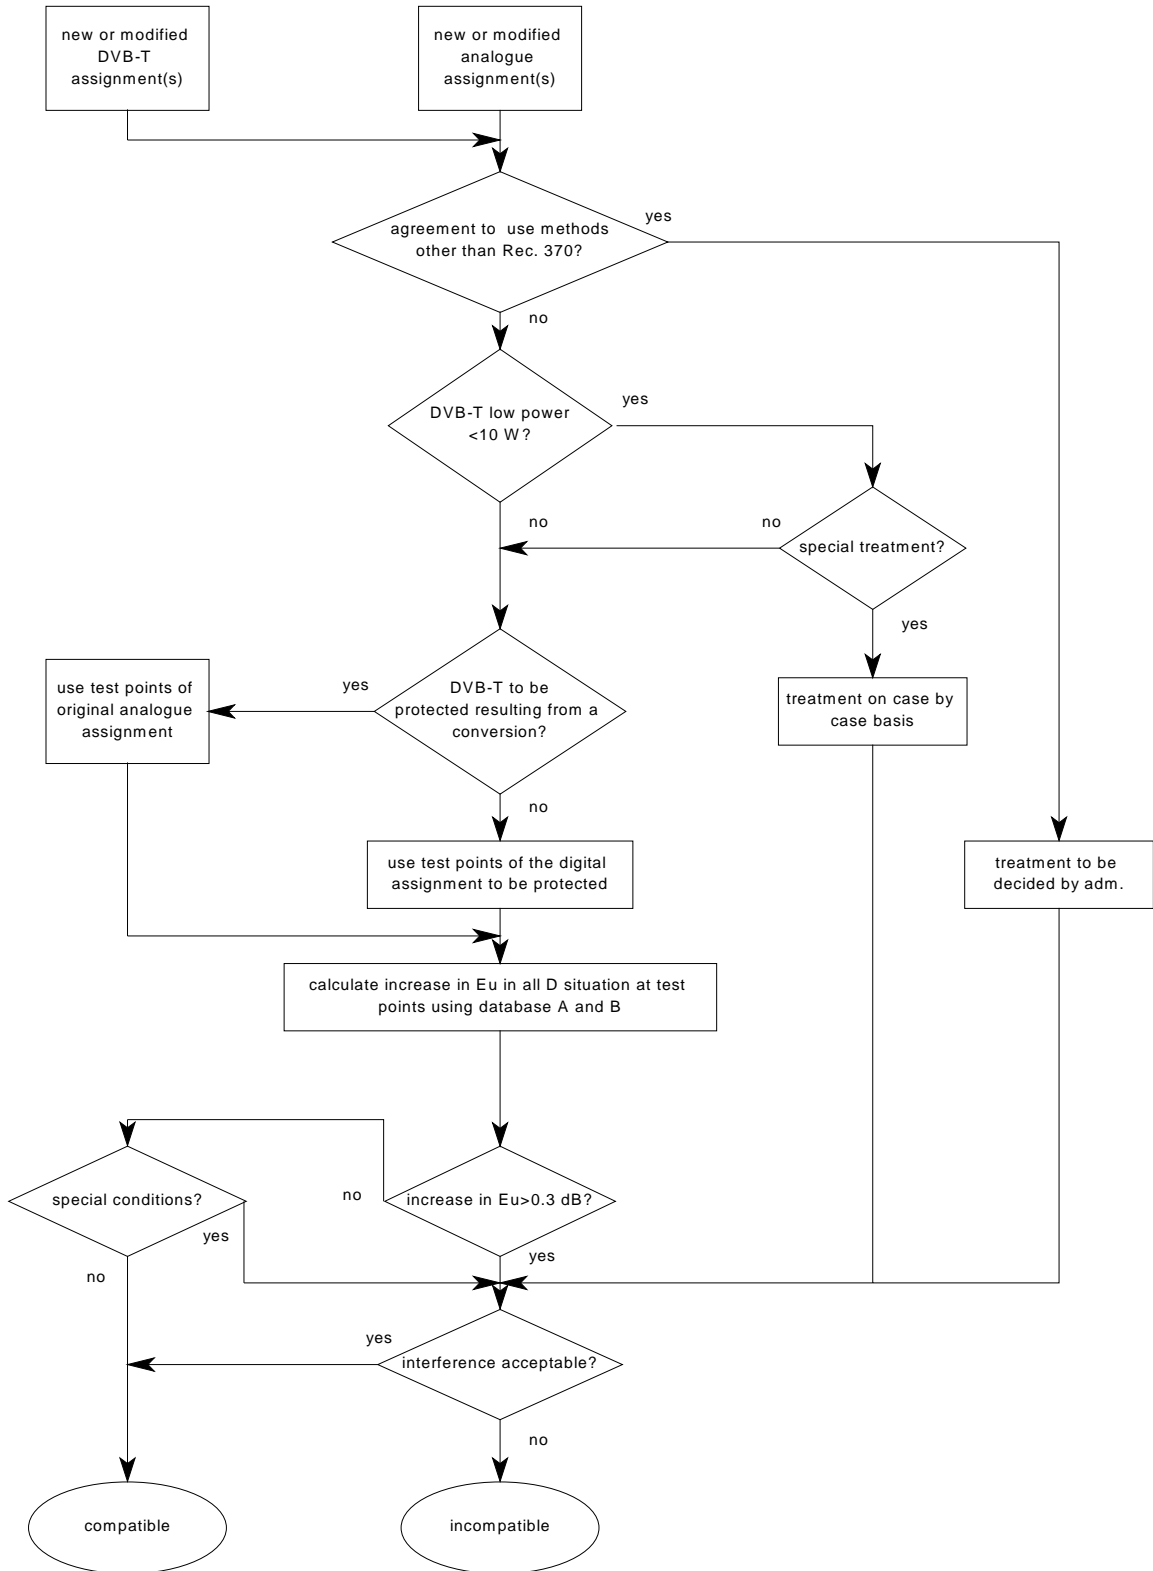 new or modified
DVB-T
assignment(s)
new or modified
analogue
assignment(s)
agreement to use methods
other than Rec. 370?
yes
no
DVB-T low power
<10 W?
yes
no
no
special treatment?
yes
use test points of
original analogue
assignment
yes
DVB-T to be
protected resulting from a
conversion?
treatment on case by
case basis
no
use test points of the digital
assignment to be protected
treatment to be
decided by adm.
calculate increase in Eu in all D situation at test
points using database A and B
special conditions?
no
increase in Eu>0.3 dB?
yes
yes
no
yes
interference acceptable?
no
compatible
incompatible